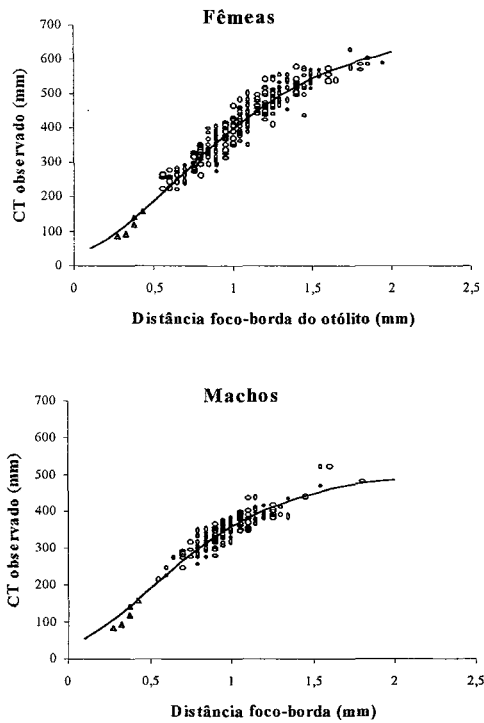 Fêmeas
CT observado (mm)
700
600
500
400
300
200
100
0
0 0,5 1 1,5 2 2,5
Distância foco-borda do otólito (mm)
Machos
CT observado (mm)
700
600
500
400
300
200
100
0
0 0,5 1 1,5 2 2,5
Distância foco-borda (mm)